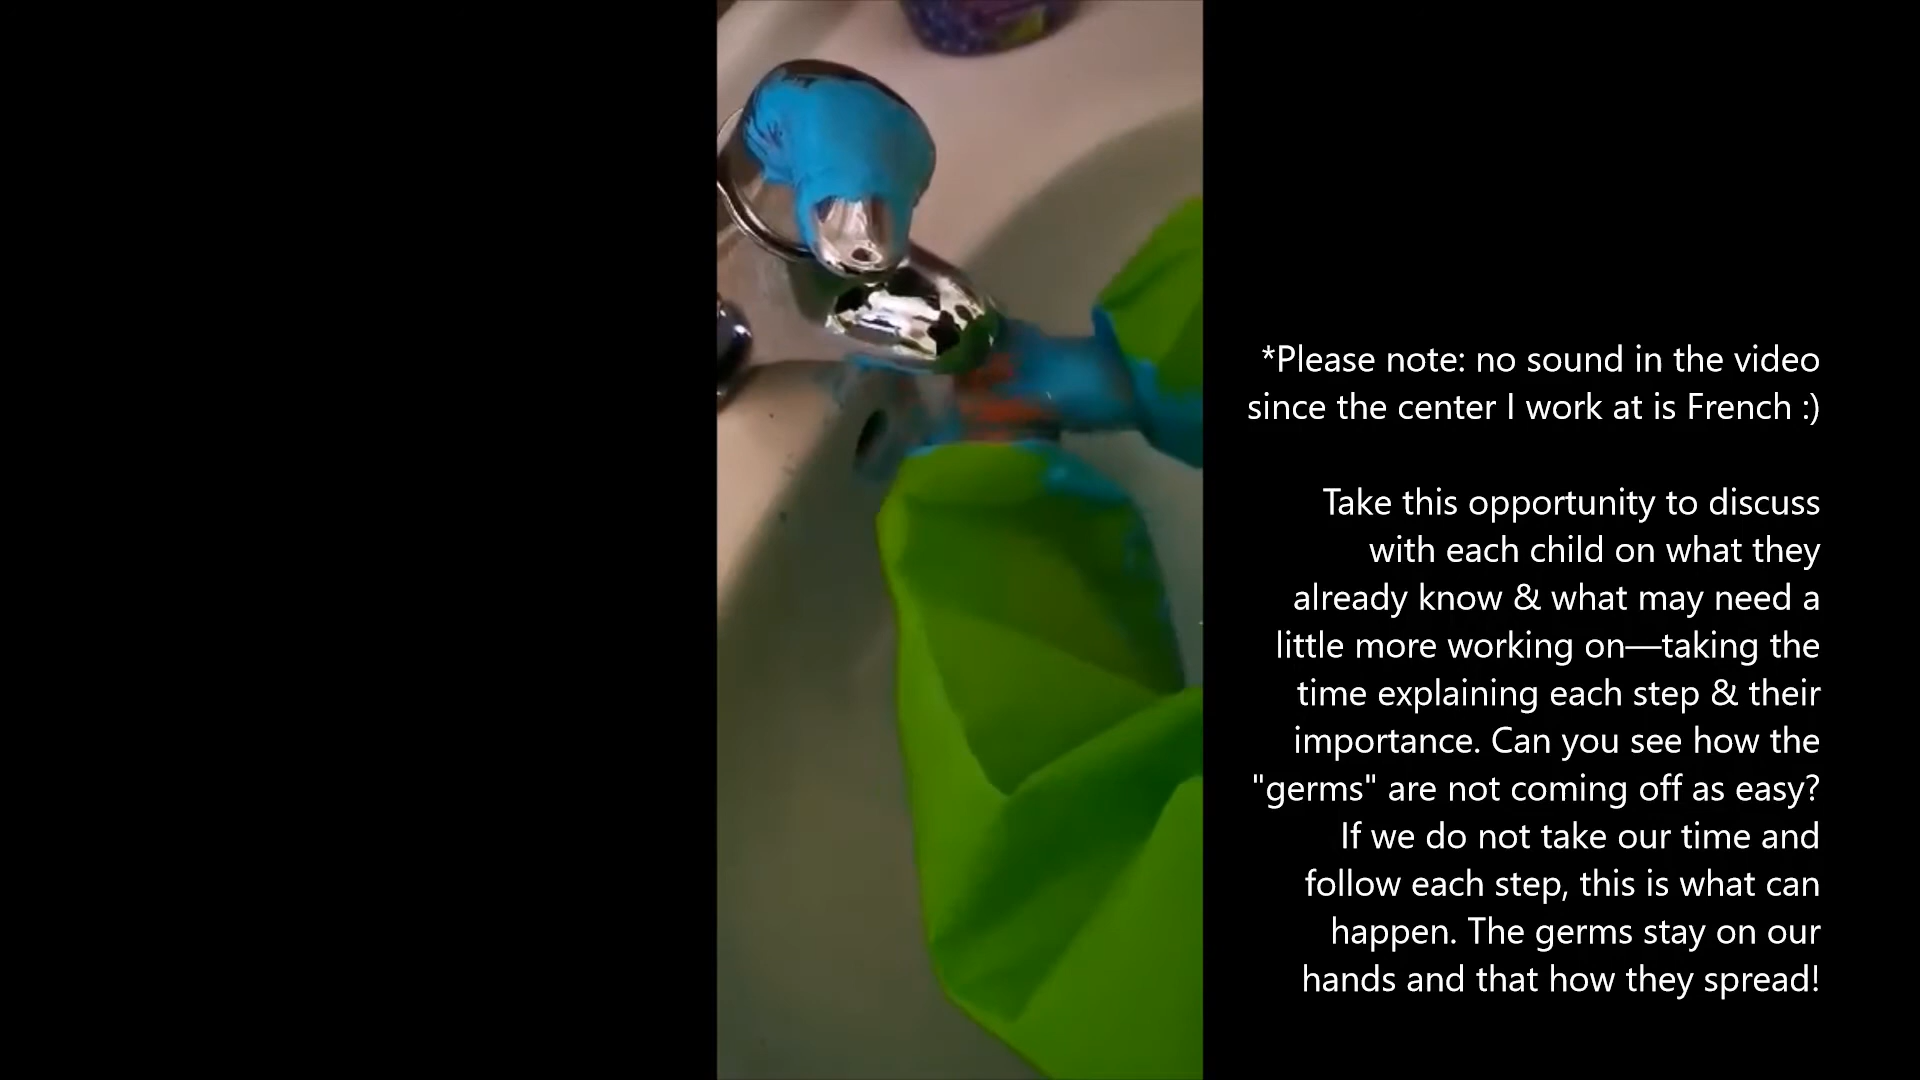 *Please note: no sound in the video
since the center I work at is French :)
Take this opportunity to discuss
with each child on what they
already know & what may need a
little more working on—taking the
time explaining each step & their
importance. Can you see how the
"germs" are not coming off as easy?
If we do not take our time and
follow each step, this is what can
happen. The germs stay on our
hands and that how they spread!